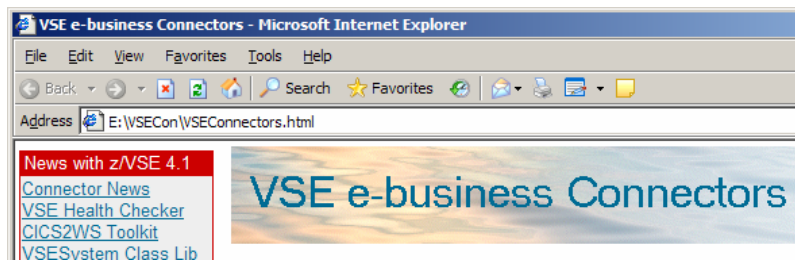 VSE e-business Connectors - Microsoft Internet Explorer
File Edit View Favorites Tools Help
Back Search Favorites
Address E:\VSECon\VSEConnectors.html
News with z/VSE 4.1
VSE e-business Connectors
Connector News
VSE Health Checker
CICS2WS Toolkit
VSESystem Class Lib